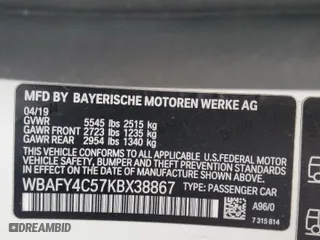 MFD BY BAYERISCHE MOTOREN WERKE AG
04/19
GVWR 5545 lbs 2515 kg
GAWR FRONT 2723 lbs 1235 kg
GAWR REAR 2954 lbs 1340 kg
THIS VEHICLE CONFORMS TO ALL APPLICABLE U.S. FEDERAL MOTOR
VEHICLE SAFETY, BUMPER AND THEFT PREVENTION STANDARDS
IN EFFECT ON THE DATE OF MANUFACTURE SHOWN ABOVE.
WBAFY4C57KBX38867 TYPE: PASSENGER CAR
A96/0
7 315 814
DEALER AUCTION HISTORY